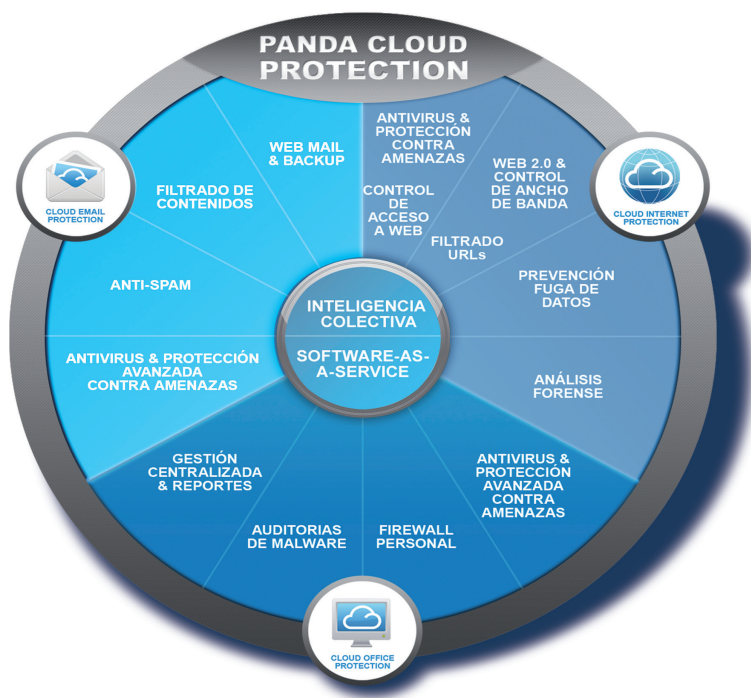 PANDA CLOUD
PROTECTION
WEB MAIL
& BACKUP
ANTIVIRUS &
PROTECCIÓN
CONTRA
AMENAZAS
WEB 2.0 &
CONTROL
DE ANCHO
DE BANDA
CLOUD EMAIL
PROTECTION
CLOUD INTERNET
PROTECTION
FILTRADO DE
CONTENIDOS
CONTROL
DE
ACCESO
A WEB
FILTRADO
URLs
ANTI-SPAM
PREVENCIÓN
FUGA DE
DATOS
INTELIGENCIA
COLECTIVA
SOFTWARE-AS-
A-SERVICE
ANTIVIRUS & PROTECCIÓN
AVANZADA
CONTRA AMENAZAS
ANÁLISIS
FORENSE
GESTIÓN
CENTRALIZADA
& REPORTES
ANTIVIRUS &
PROTECCIÓN
AVANZADA
CONTRA
AMENAZAS
AUDITORIAS
DE MALWARE
FIREWALL
PERSONAL
CLOUD OFFICE
PROTECTION